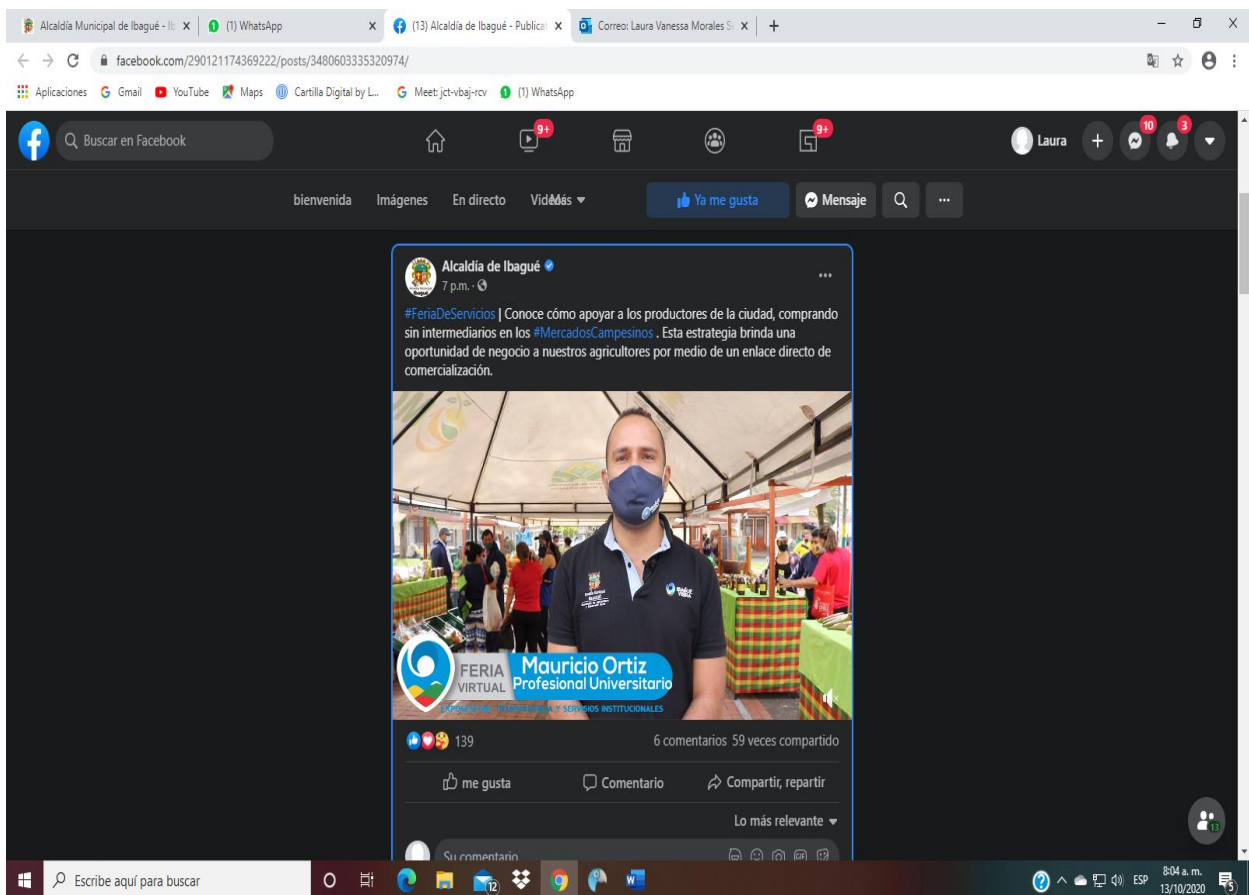 Alcaldía Municipal de Ibagué - Ib
(1) WhatsApp
(13) Alcaldía de Ibagué - Publicac
Correo: Laura Vanessa Morales S
facebook.com/290121174369222/posts/3480603335320974/
Aplicaciones
Gmail
YouTube
Maps
Cartilla Digital by L...
Meet: jct-vbaj-rcv
(1) WhatsApp
Buscar en Facebook
9+
9+
Laura
10
3
bienvenida
Imágenes
En directo
Más
Ya me gusta
Mensaje
Alcaldía de Ibagué
7 p.m. ·
#FeriaDeServicios | Conoce cómo apoyar a los productores de la ciudad, comprando
sin intermediarios en los #MercadosCampesinos . Esta estrategia brinda una
oportunidad de negocio a nuestros agricultores por medio de un enlace directo de
comercialización.
FERIA
VIRTUAL
Mauricio Ortiz
Profesional Universitario
Y SERVICIOS INSTITUCIONALES
139
6 comentarios 59 veces compartido
me gusta
Comentario
Compartir, repartir
Lo más relevante
Su comentario
13
Escribe aquí para buscar
12
ESP
8:04 a. m.
13/10/2020
5